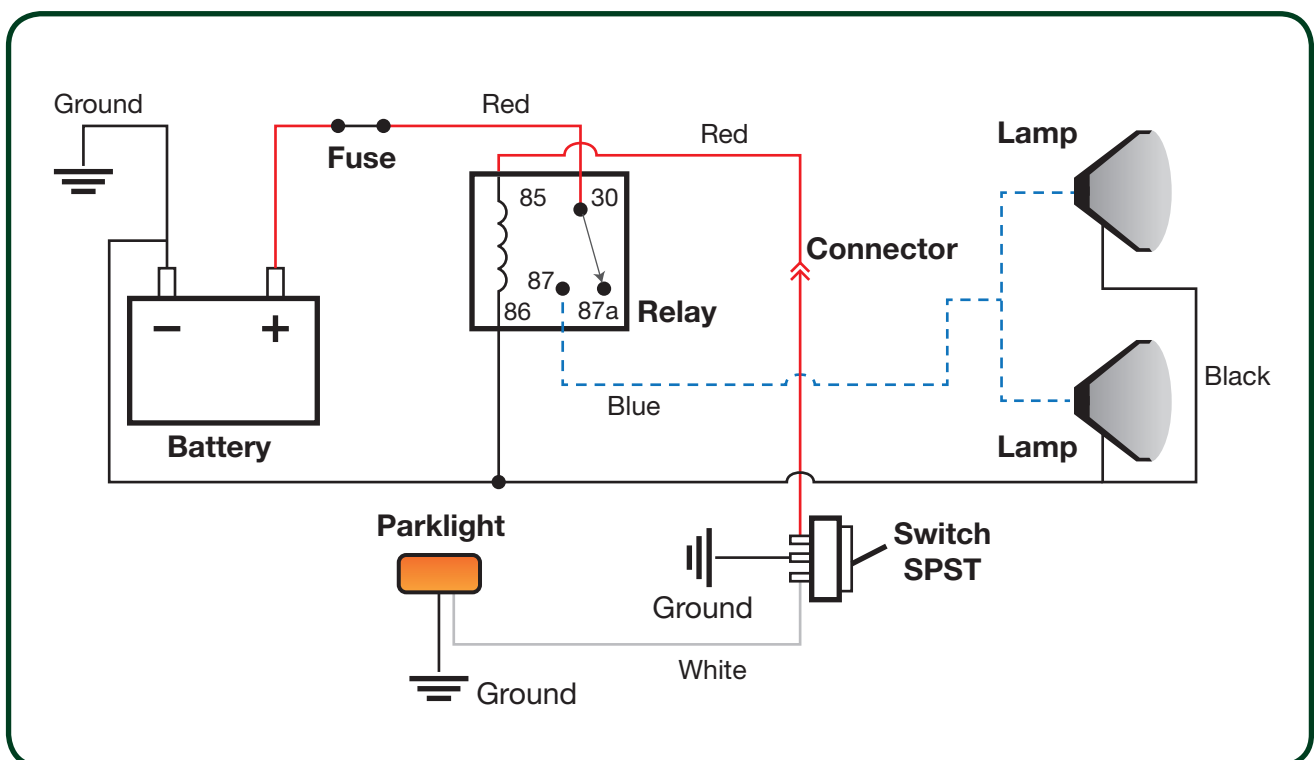 Ground
Red
Fuse
Red
Lamp
85
30
Connector
87
86
87a
Relay
−
+
Battery
Blue
Black
Lamp
Parklight
Switch
SPST
Ground
White
Ground